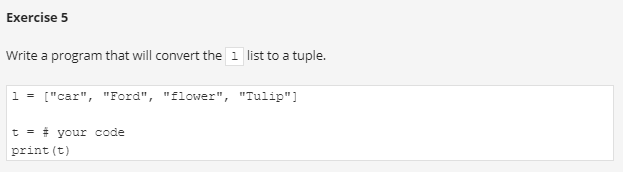 Exercise 5
Write a program that will convert the l list to a tuple.
l = ["car", "Ford", "flower", "Tulip"]
t = # your code
print(t)